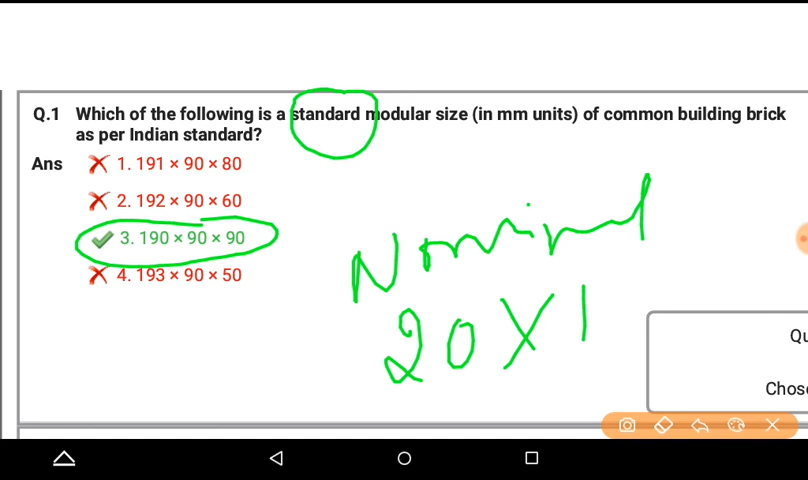 Q.1 Which of the following is a standard modular size (in mm units) of common building brick
as per Indian standard?
Ans 1. 191 × 90 × 80
2. 192 × 90 × 60
3. 190 × 90 × 90
4. 193 × 90 × 50
Nominal
20 X 1
Qu
Chose